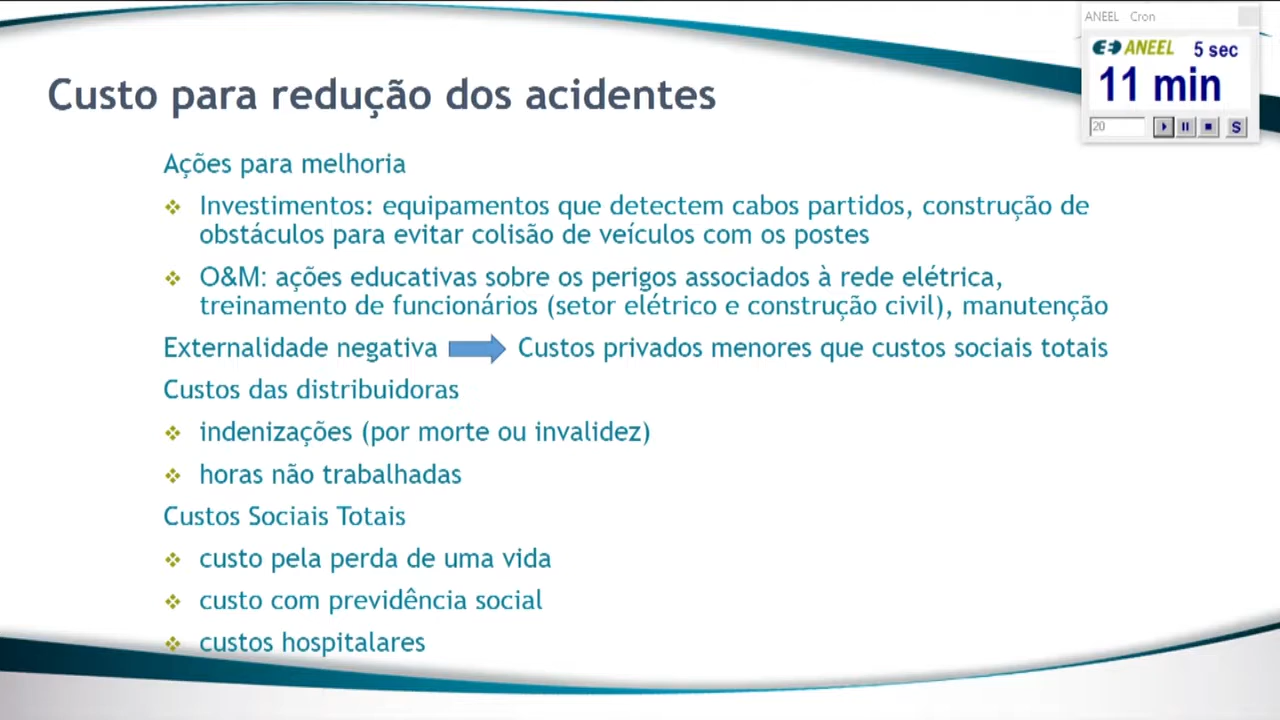 ANEEL Cron
ANEEL 5 sec
11 min
20
S
Custo para redução dos acidentes
Ações para melhoria
Investimentos: equipamentos que detectem cabos partidos, construção de
obstáculos para evitar colisão de veículos com os postes
O&M: ações educativas sobre os perigos associados à rede elétrica,
treinamento de funcionários (setor elétrico e construção civil), manutenção
Externalidade negativa Custos privados menores que custos sociais totais
Custos das distribuidoras
indenizações (por morte ou invalidez)
horas não trabalhadas
Custos Sociais Totais
custo pela perda de uma vida
custo com previdência social
custos hospitalares